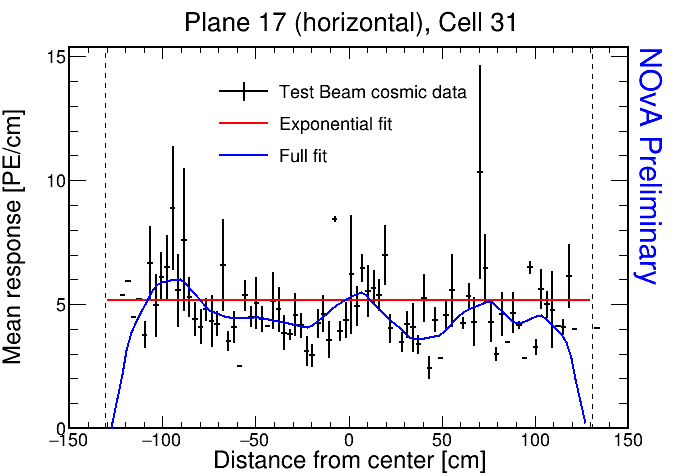 Plane 17 (horizontal), Cell 31
NOvA Preliminary
Mean response [PE/cm]
15
10
5
0
Test Beam cosmic data
Exponential fit
Full fit
−150 −100 −50 0 50 100 150
Distance from center [cm]